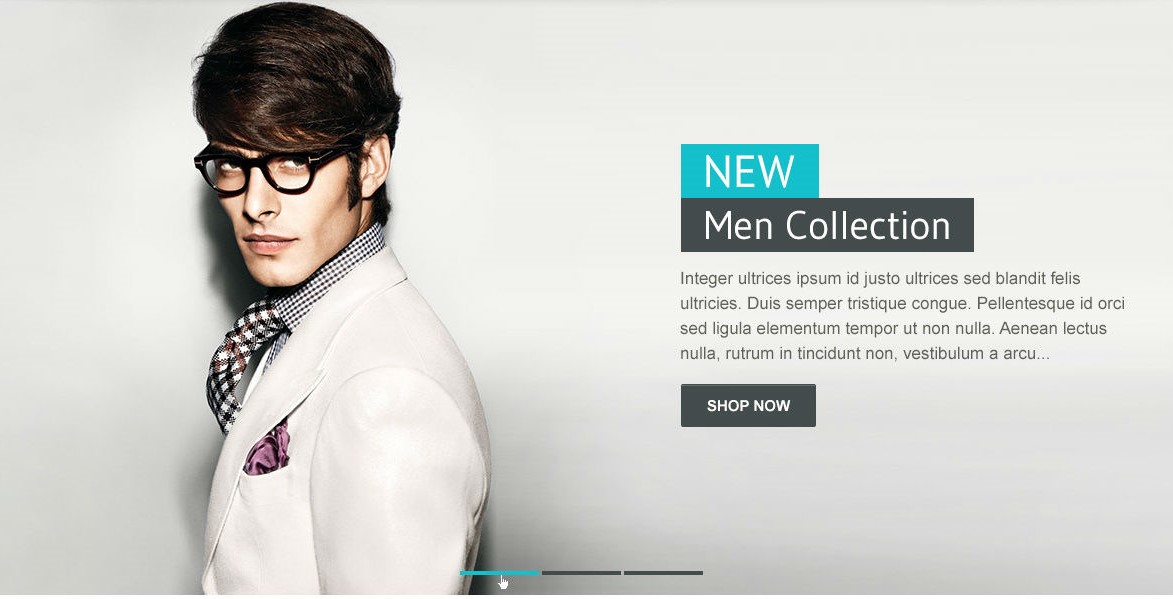 NEW
Men Collection
Integer ultrices ipsum id justo ultrices sed blandit felis
ultricies. Duis semper tristique congue. Pellentesque id orci
sed ligula elementum tempor ut non nulla. Aenean lectus
nulla, rutrum in tincidunt non, vestibulum a arcu...
SHOP NOW